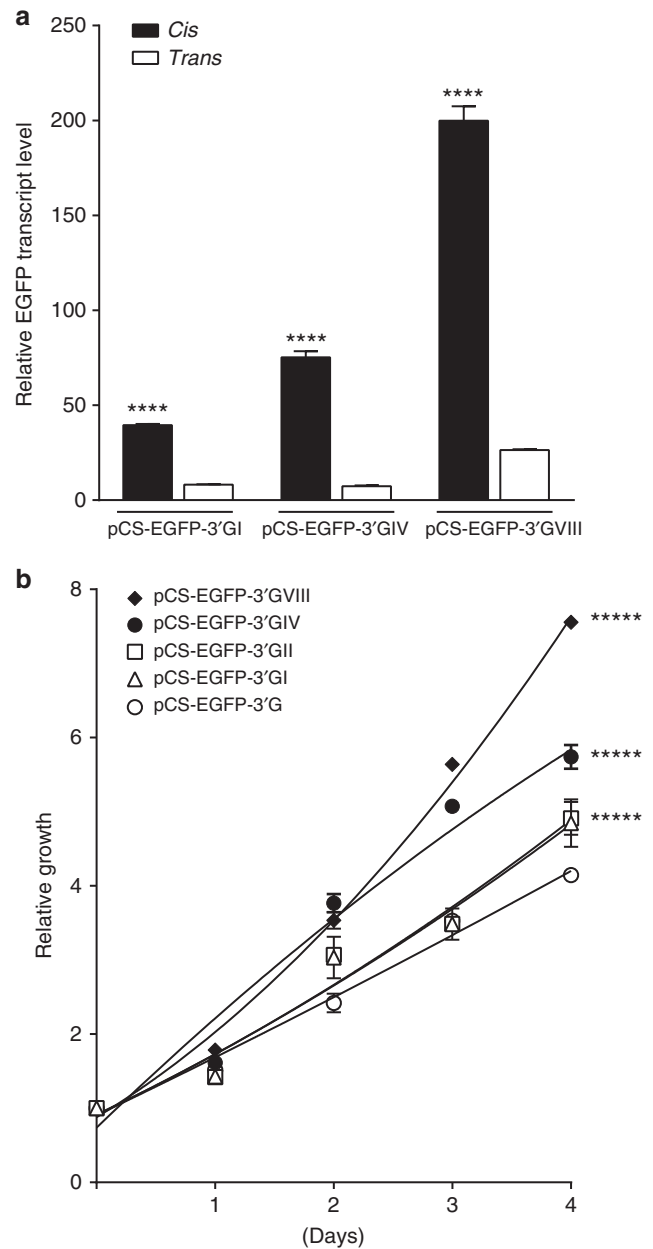 a
250
200
150
100
50
0
Relative EGFP transcript level
Cis
Trans
****
****
****
pCS-EGFP-3′GI
pCS-EGFP-3′GIV
pCS-EGFP-3′GVIII
b
8
6
4
2
0
Relative growth
pCS-EGFP-3′GVIII
pCS-EGFP-3′GIV
pCS-EGFP-3′GII
pCS-EGFP-3′GI
pCS-EGFP-3′G
*****
*****
*****
1
2
3
4
(Days)